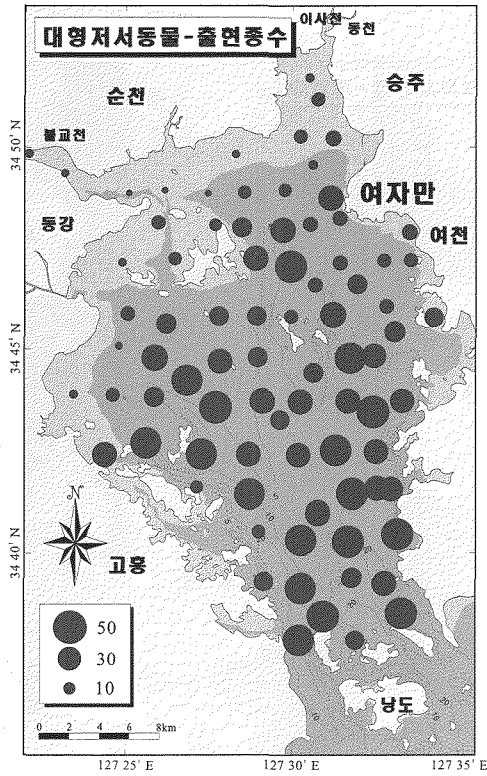 대형저서동물-출현종수
이사천
동천
순천
승주
불교천
여자만
동강
여천
34 50' N
34 45' N
34 40' N
N
고흥
50
30
10
0 2 4 6 8km
낭도
127 25' E
127 30' E
127 35' E